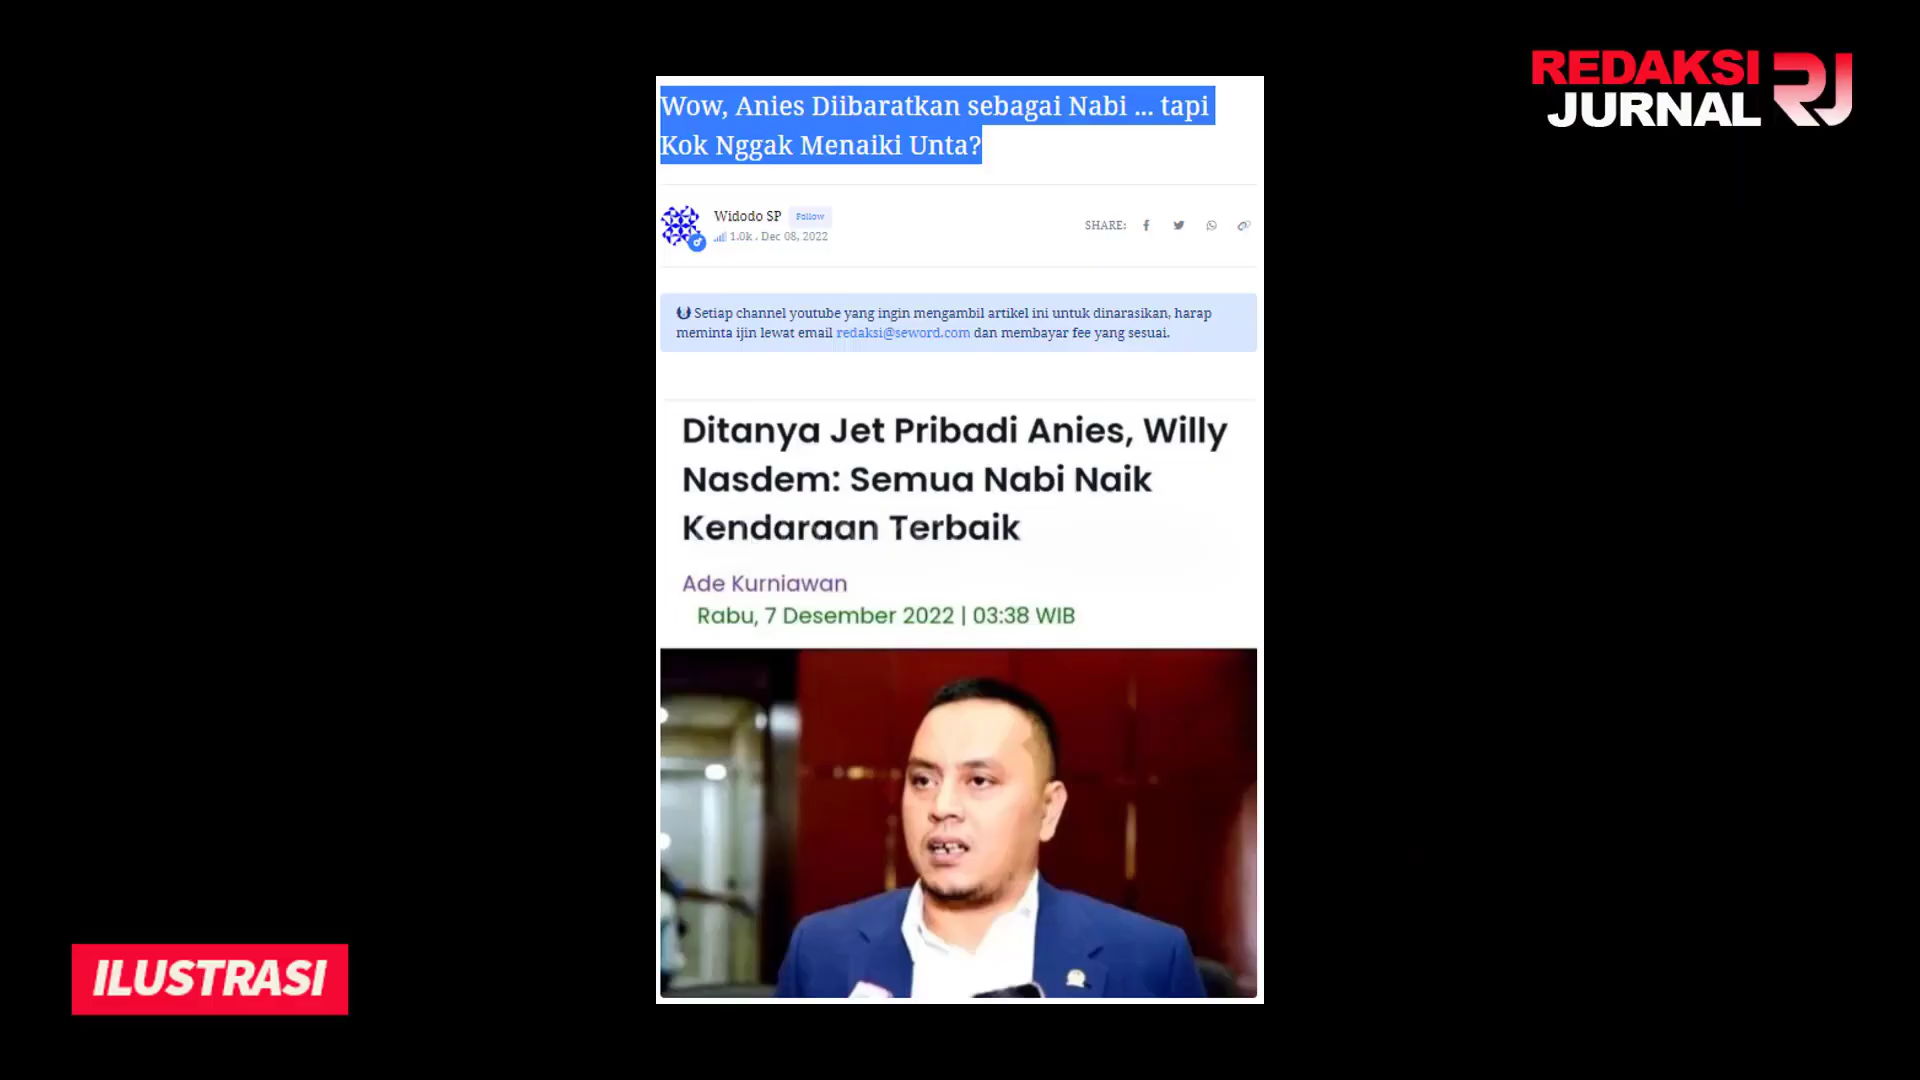 REDAKSI
JURNAL RJ
Wow, Anies Diibaratkan sebagai Nabi ... tapi
Kok Nggak Menaiki Unta?
Widodo SP Follow
1.0k . Dec 08, 2022
SHARE:
Setiap channel youtube yang ingin mengambil artikel ini untuk dinarasikan, harap
meminta ijin lewat email redaksi@seword.com dan membayar fee yang sesuai.
Ditanya Jet Pribadi Anies, Willy
Nasdem: Semua Nabi Naik
Kendaraan Terbaik
Ade Kurniawan
Rabu, 7 Desember 2022 | 03:38 WIB
ILUSTRASI